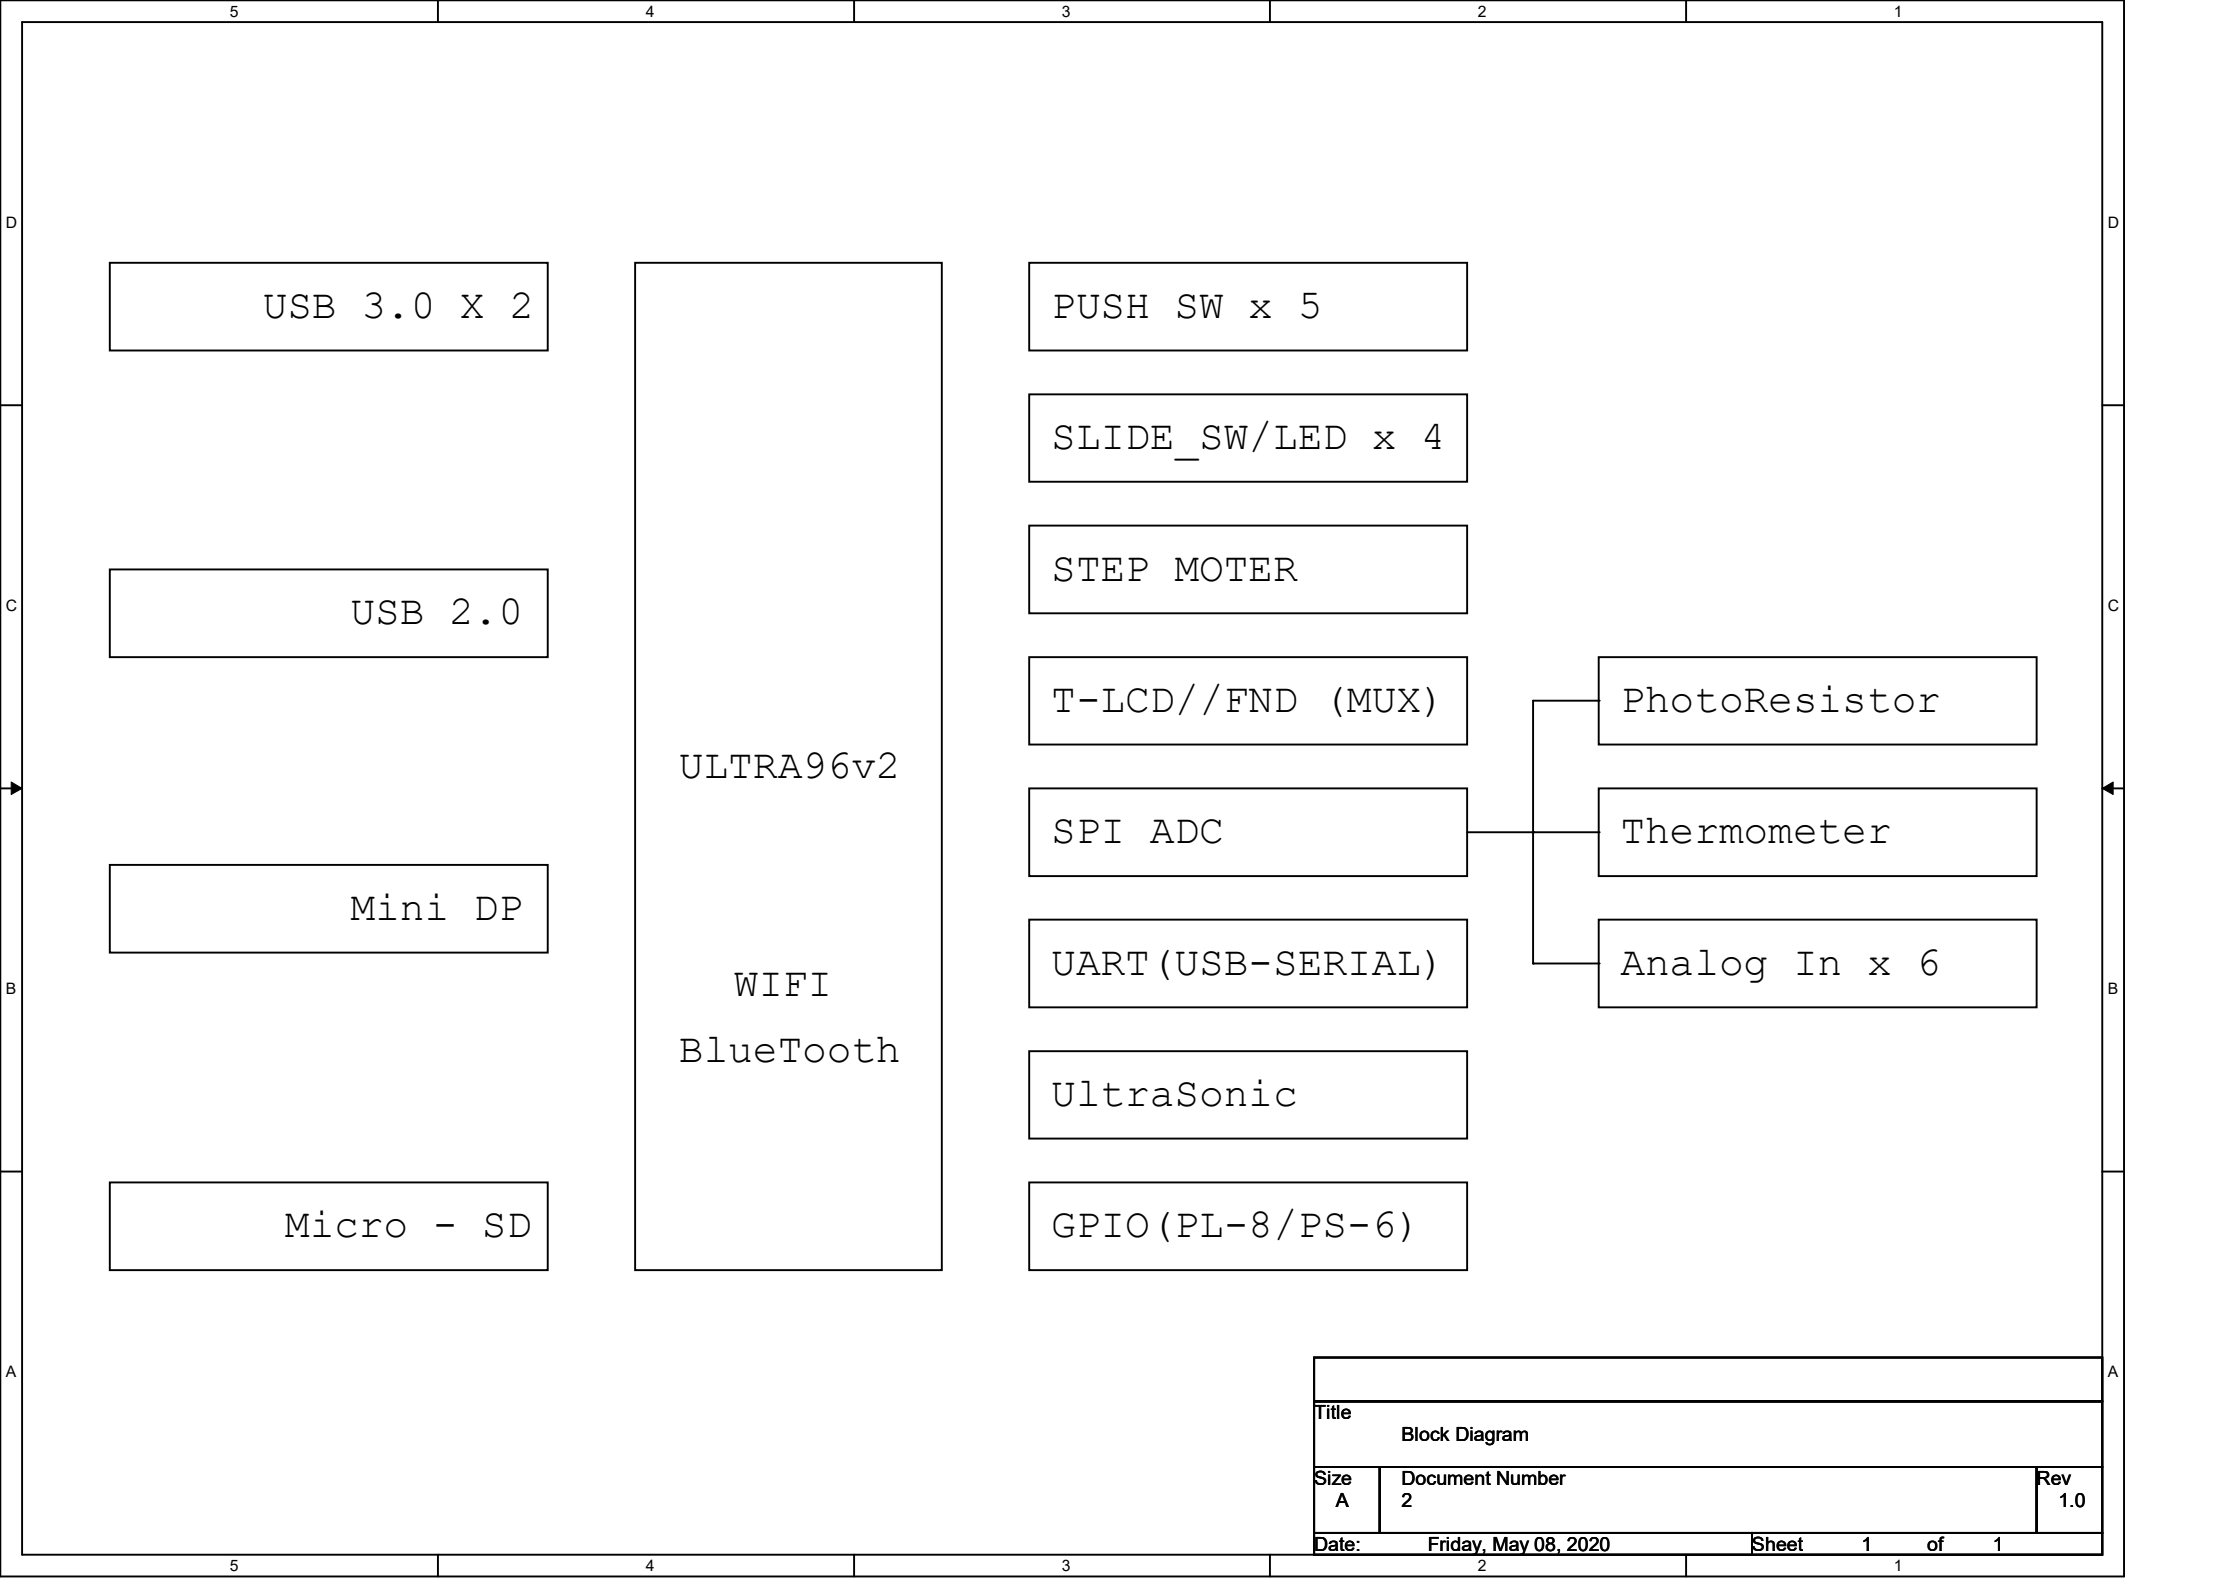 5 4 3 2 1
D D
USB 3.0 X 2
PUSH SW x 5
SLIDE_SW/LED x 4
STEP MOTER
C C
USB 2.0
T-LCD//FND (MUX)
PhotoResistor
ULTRA96v2
SPI ADC
Thermometer
Mini DP
UART(USB-SERIAL)
Analog In x 6
B B
WIFI
BlueTooth
UltraSonic
Micro - SD
GPIO(PL-8/PS-6)
A A
Title
Block Diagram
Size Document Number Rev
A 2 1.0
Date: Friday, May 08, 2020 Sheet 1 of 1
5 4 3 2 1